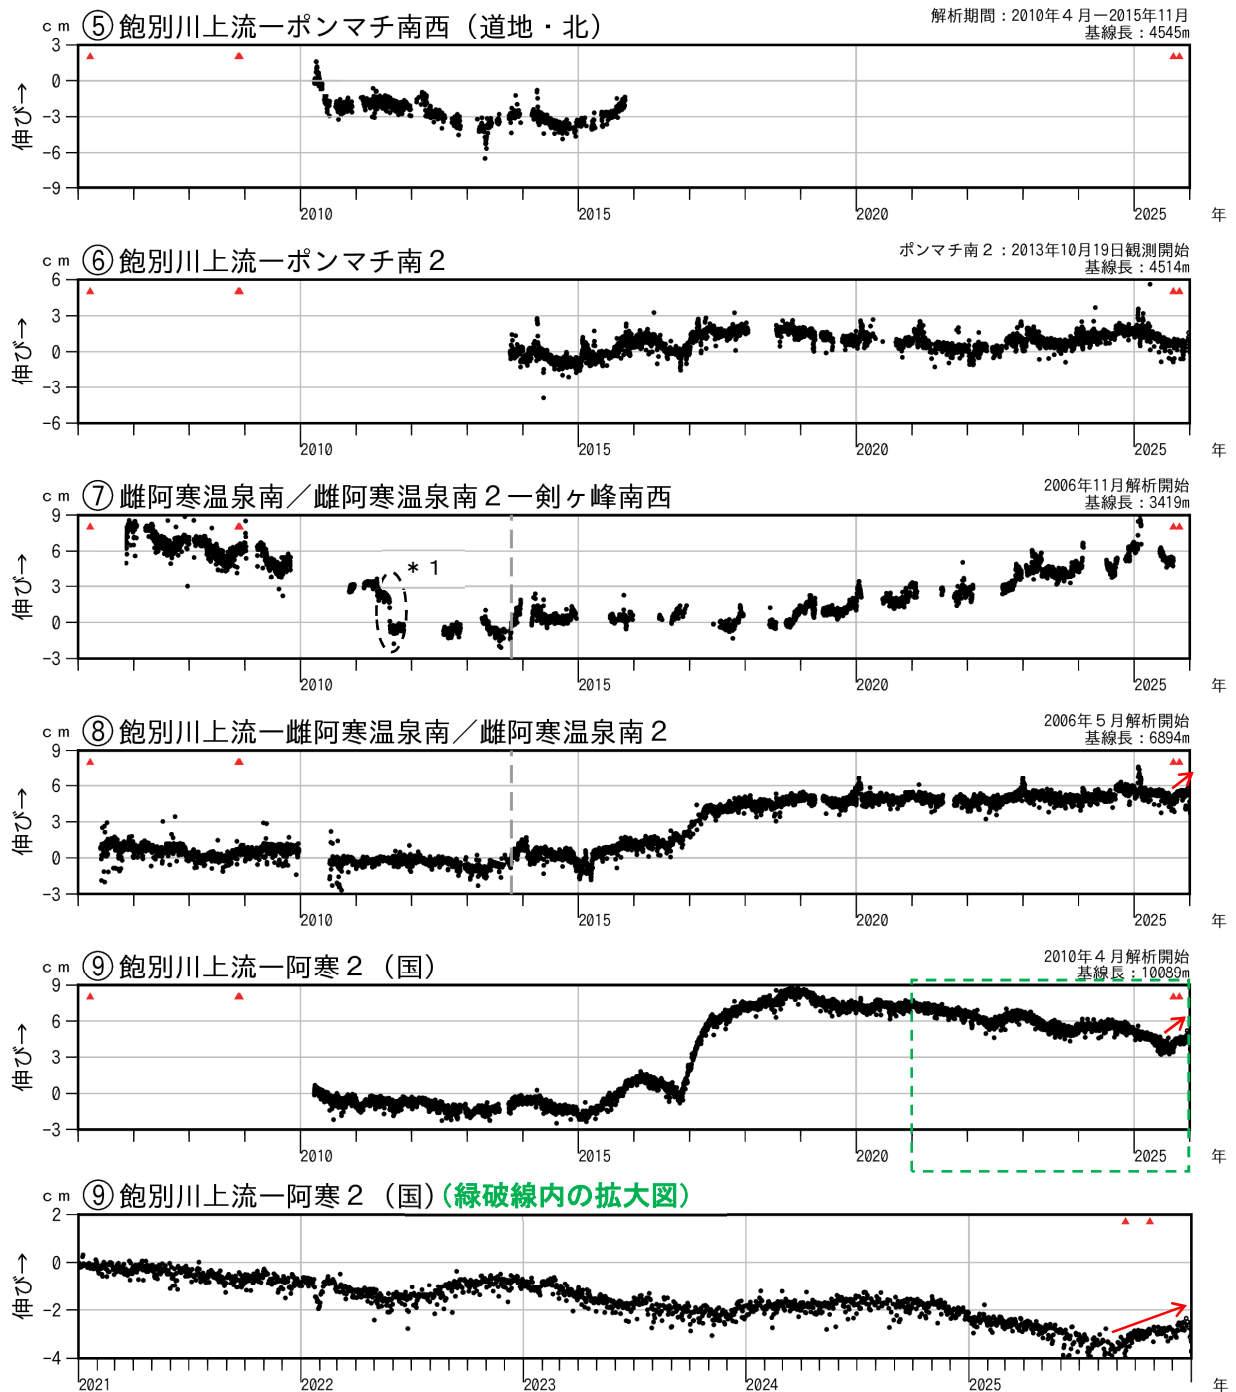 cm ⑤飽別川上流―ポンマチ南西（道地・北）
解析期間：2010年４月―2015年11月
基線長：4545m
3
0
-3
-6
-9
伸び→
2010 2015 2020 2025 年
cm ⑥飽別川上流―ポンマチ南２
ポンマチ南２：2013年10月19日観測開始
基線長：4514m
6
3
0
-3
-6
伸び→
2010 2015 2020 2025 年
cm ⑦雌阿寒温泉南／雌阿寒温泉南２―剣ヶ峰南西
2006年11月解析開始
基線長：3419m
9
6
3
0
-3
伸び→
＊１
2010 2015 2020 2025 年
cm ⑧飽別川上流―雌阿寒温泉南／雌阿寒温泉南２
2006年５月解析開始
基線長：6894m
9
6
3
0
-3
伸び→
2010 2015 2020 2025 年
cm ⑨飽別川上流―阿寒２（国）
2010年４月解析開始
基線長：10089m
9
6
3
0
-3
伸び→
2010 2015 2020 2025 年
cm ⑨飽別川上流―阿寒２（国）（緑破線内の拡大図）
2
0
-2
-4
伸び→
2021 2022 2023 2024 2025 年